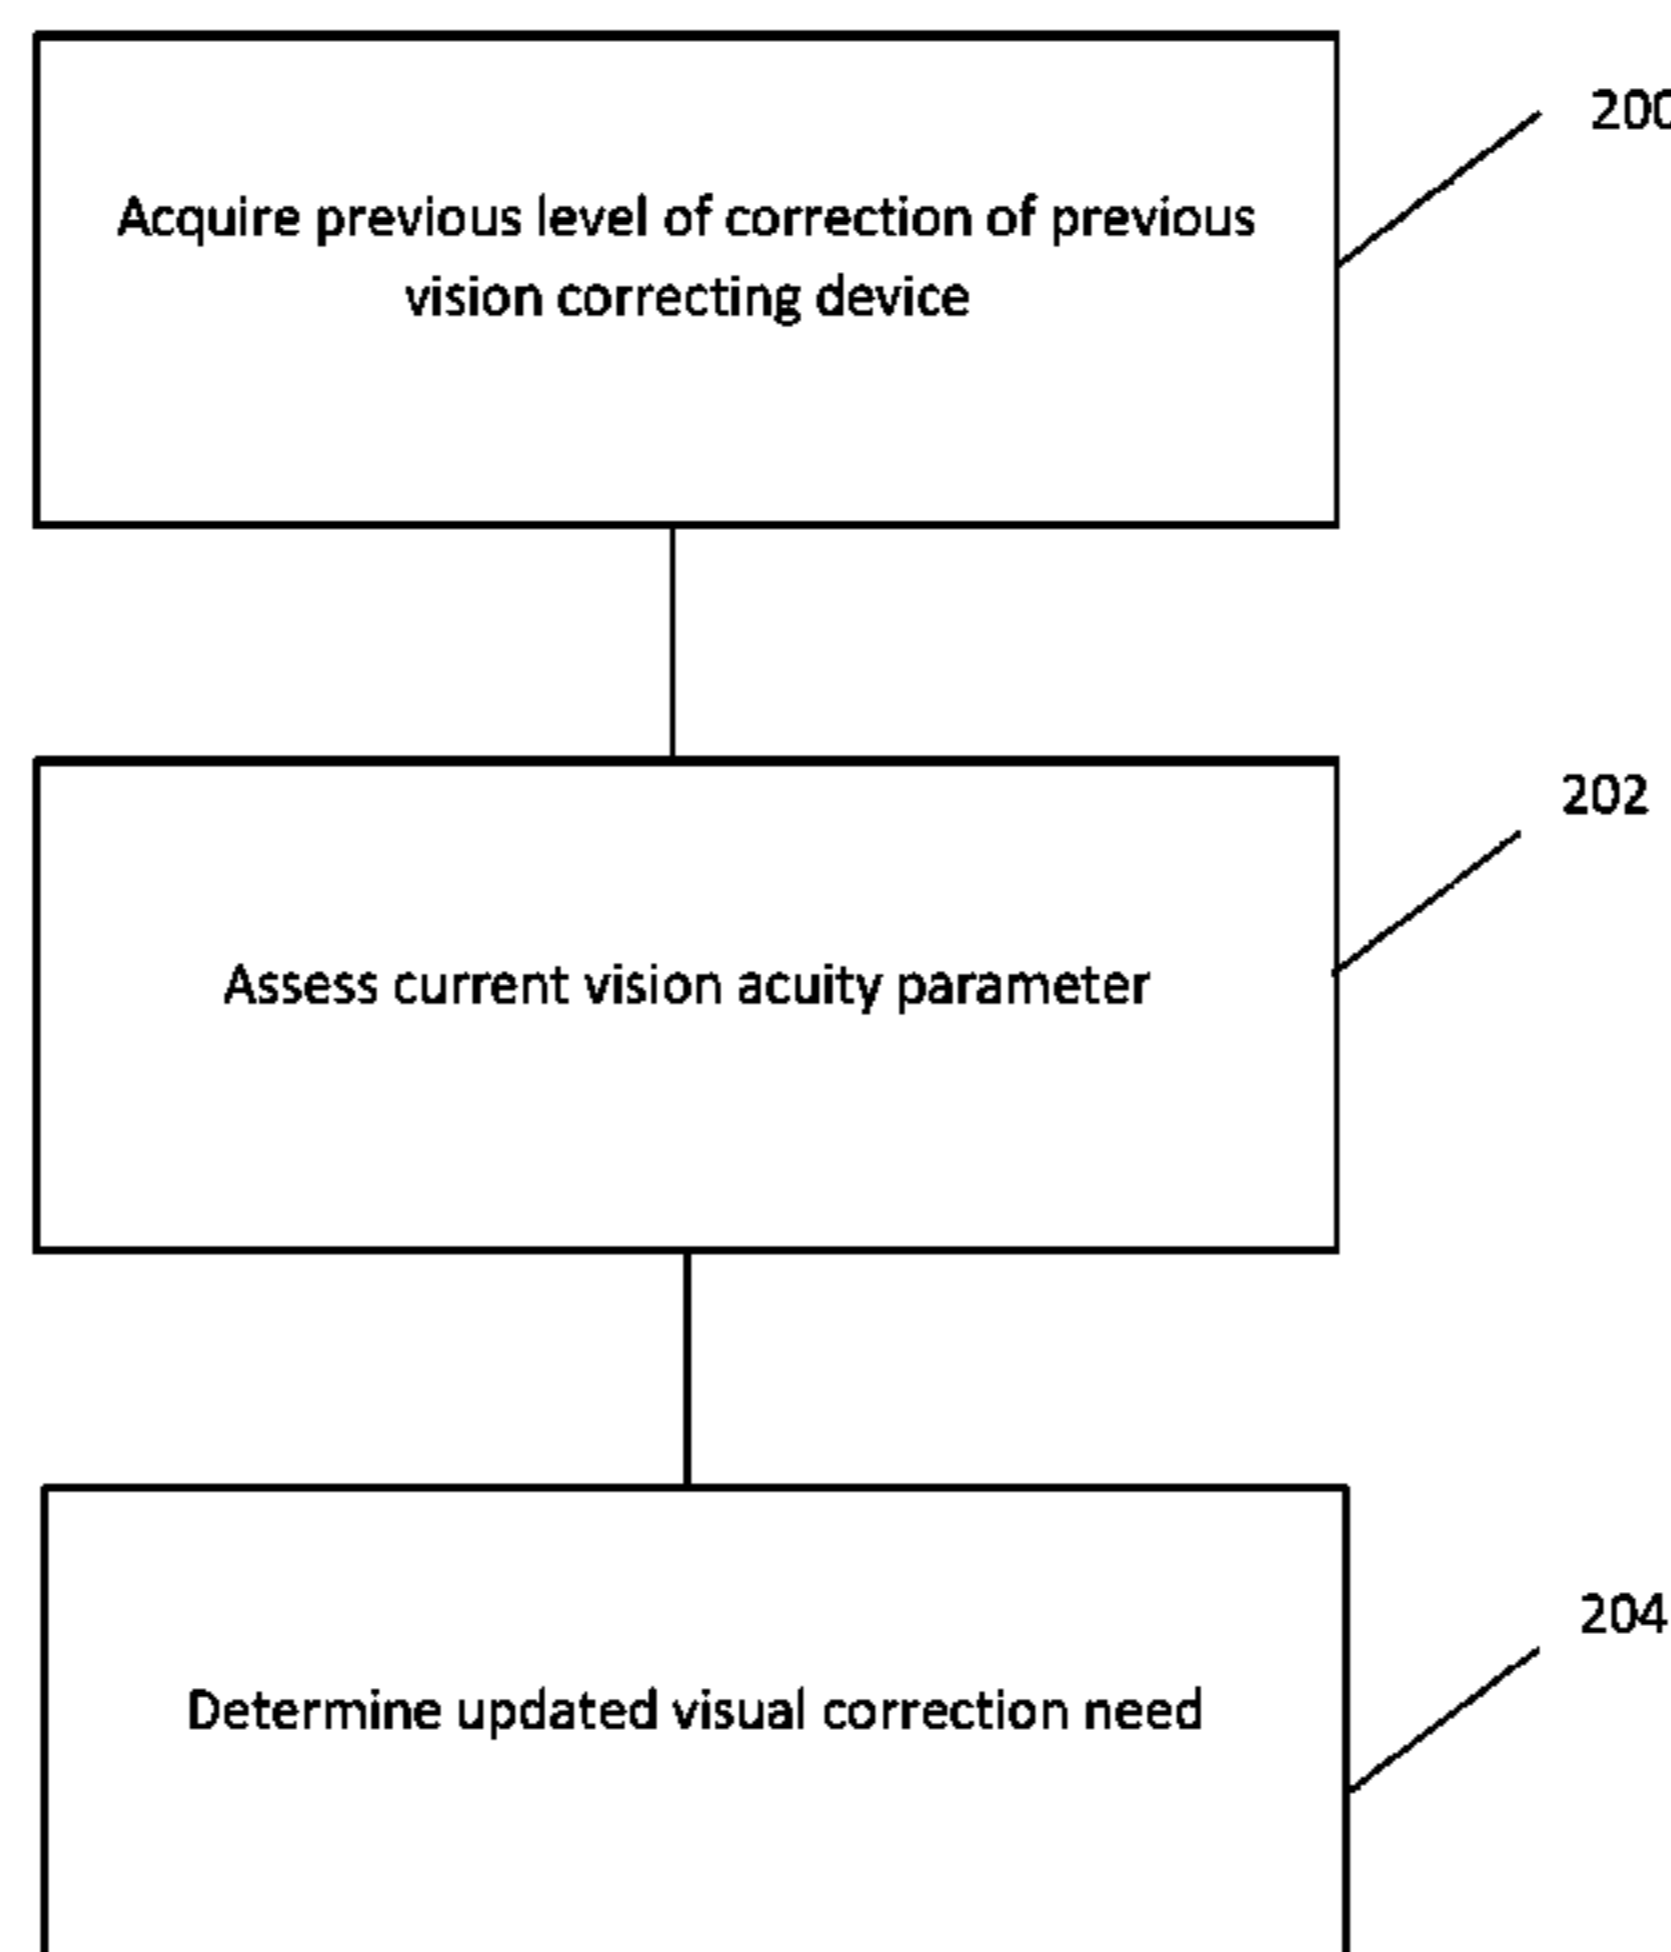 200
Acquire previous level of correction of previous
vision correcting device
202
Assess current vision acuity parameter
204
Determine updated visual correction need